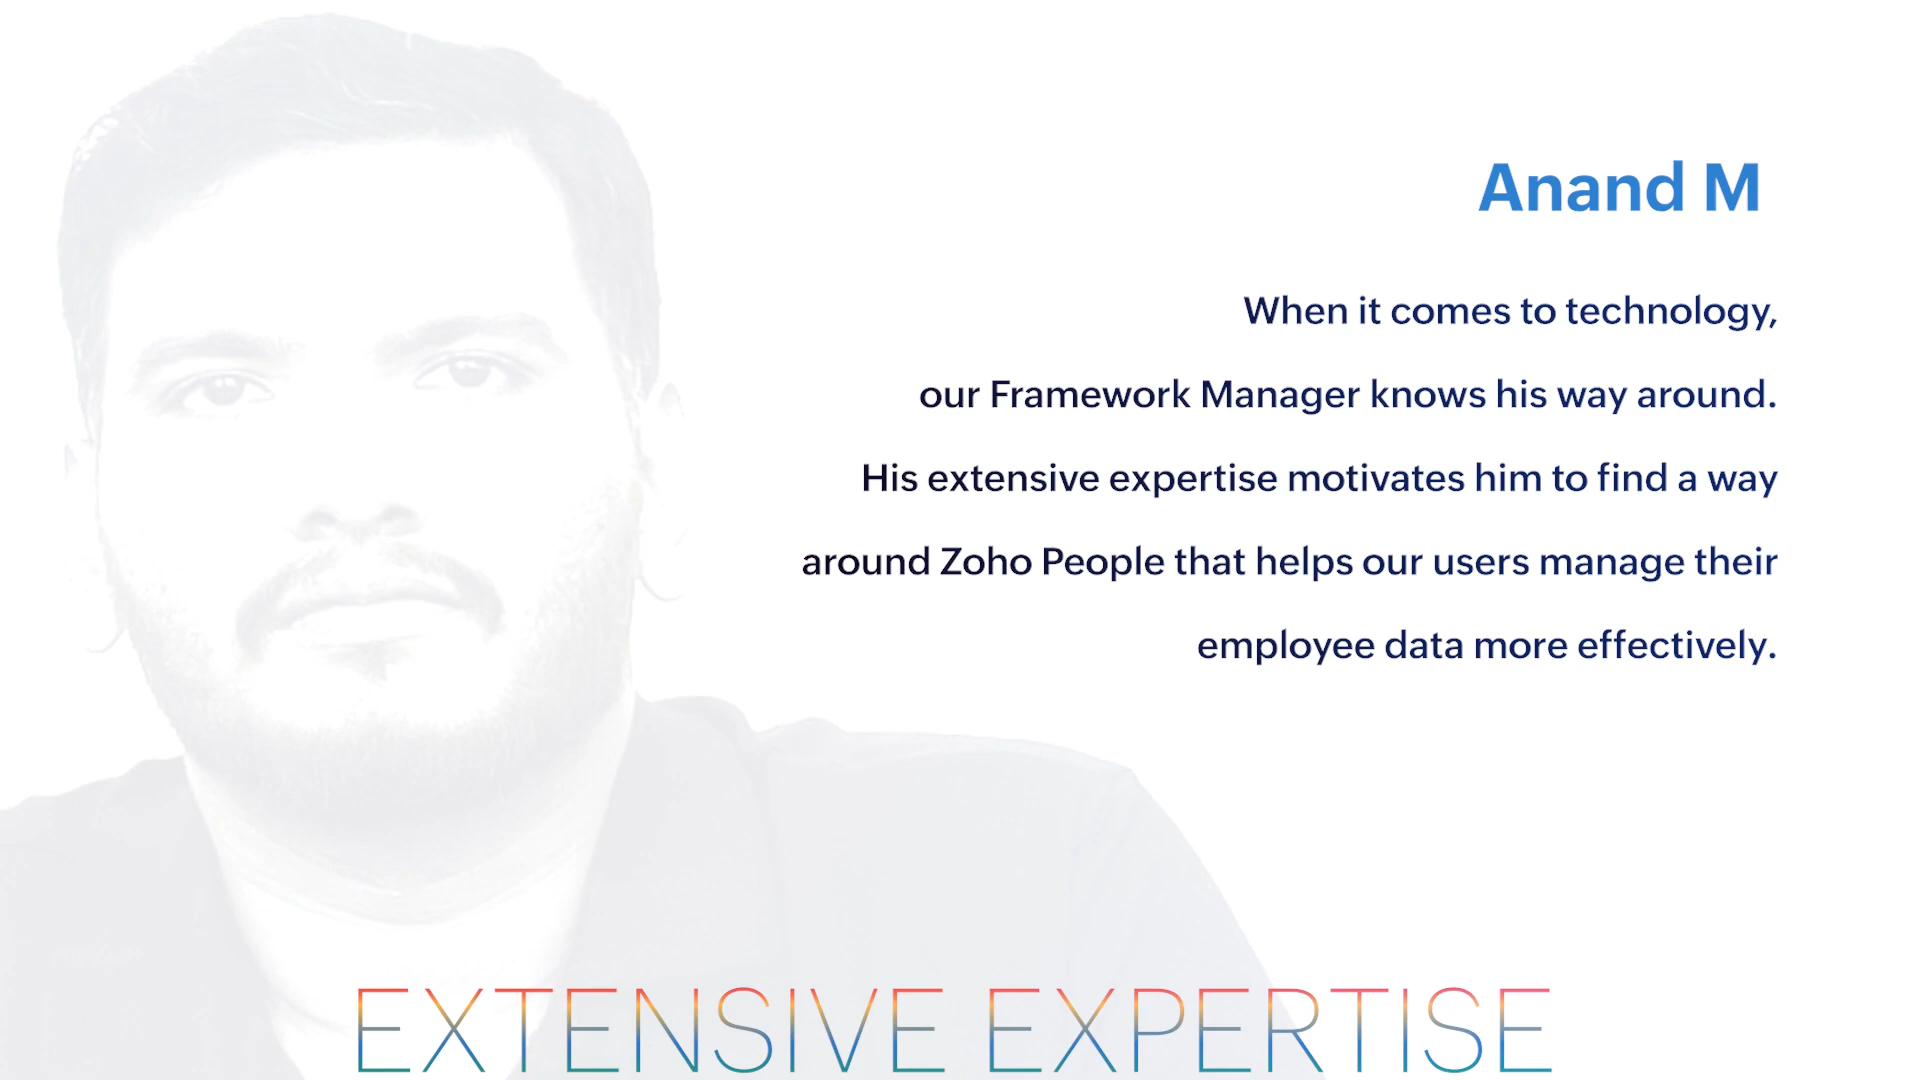 Anand M
When it comes to technology,
our Framework Manager knows his way around.
His extensive expertise motivates him to find a way
around Zoho People that helps our users manage their
employee data more effectively.
EXTENSIVE EXPERTISE